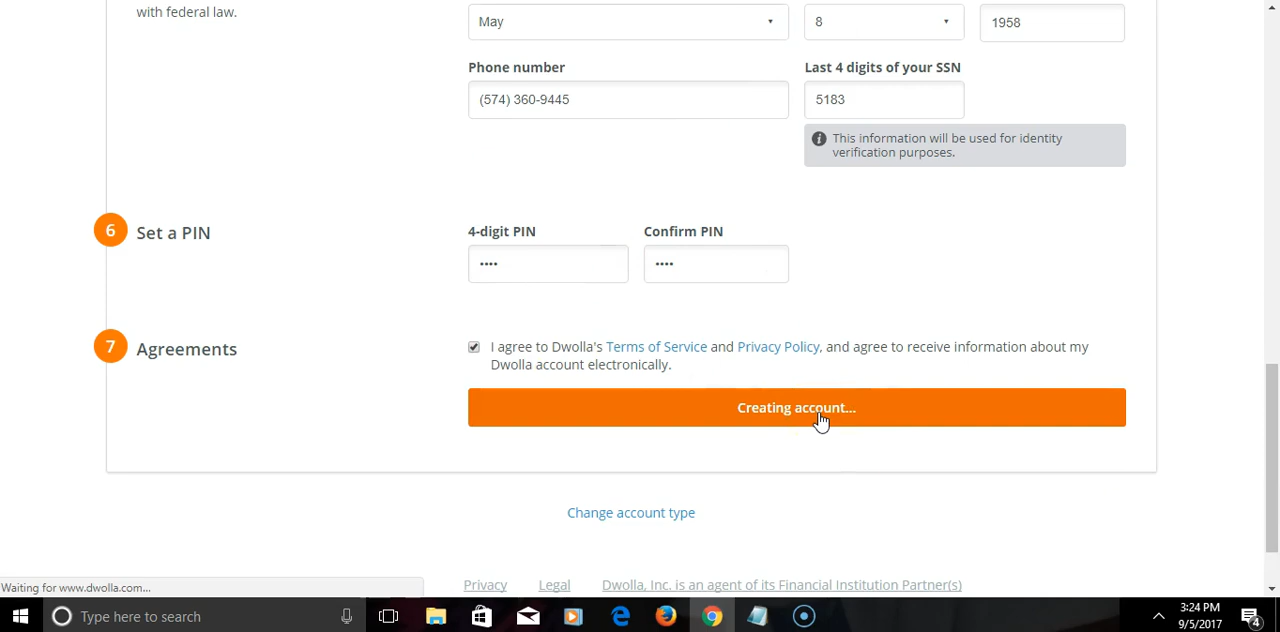 with federal law.
May
8
1958
Phone number
Last 4 digits of your SSN
(574) 360-9445
5183
This information will be used for identity
verification purposes.
6
Set a PIN
4-digit PIN
Confirm PIN
••••
••••
7
Agreements
I agree to Dwolla's Terms of Service and Privacy Policy, and agree to receive information about my
Dwolla account electronically.
Creating account...
Change account type
Waiting for www.dwolla.com...
Privacy
Legal
Dwolla, Inc. is an agent of its Financial Institution Partner(s)
Type here to search
3:24 PM
9/5/2017
4